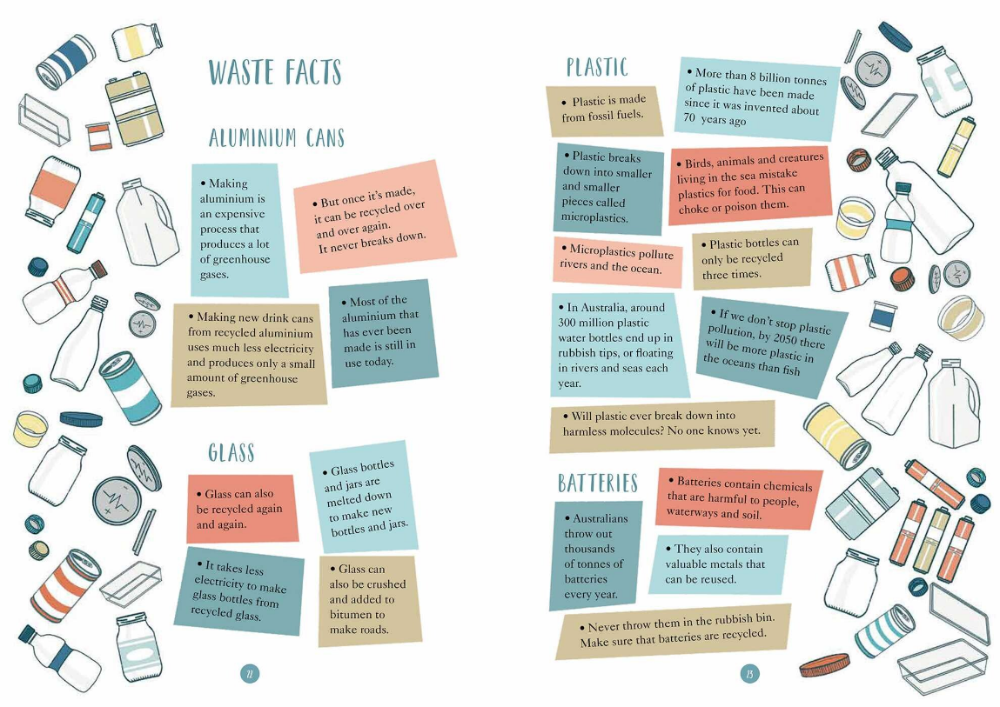 WASTE FACTS
ALUMINIUM CANS
• Making
aluminium is
an expensive
process that
produces a lot
of greenhouse
gases.
• But once it's made,
it can be recycled over
and over again.
It never breaks down.
• Making new drink cans
from recycled aluminium
uses much less electricity
and produces only a small
amount of greenhouse
gases.
• Most of the
aluminium that
has ever been
made is still in
use today.
GLASS
• Glass can also
be recycled again
and again.
• Glass bottles
and jars are
melted down
to make new
bottles and jars.
• It takes less
electricity to make
glass bottles from
recycled glass.
• Glass can
also be crushed
and added to
bitumen to
make roads.
22
PLASTIC
• Plastic is made
from fossil fuels.
• More than 8 billion tonnes
of plastic have been made
since it was invented about
70 years ago
• Plastic breaks
down into smaller
and smaller
pieces called
microplastics.
• Birds, animals and creatures
living in the sea mistake
plastics for food. This can
choke or poison them.
• Microplastics pollute
rivers and the ocean.
• Plastic bottles can
only be recycled
three times.
• In Australia, around
300 million plastic
water bottles end up in
rubbish tips, or floating
in rivers and seas each
year.
• If we don't stop plastic
pollution, by 2050 there
will be more plastic in
the oceans than fish
• Will plastic ever break down into
harmless molecules? No one knows yet.
BATTERIES
• Australians
throw out
thousands
of tonnes of
batteries
every year.
• Batteries contain chemicals
that are harmful to people,
waterways and soil.
• They also contain
valuable metals that
can be reused.
• Never throw them in the rubbish bin.
Make sure that batteries are recycled.
23